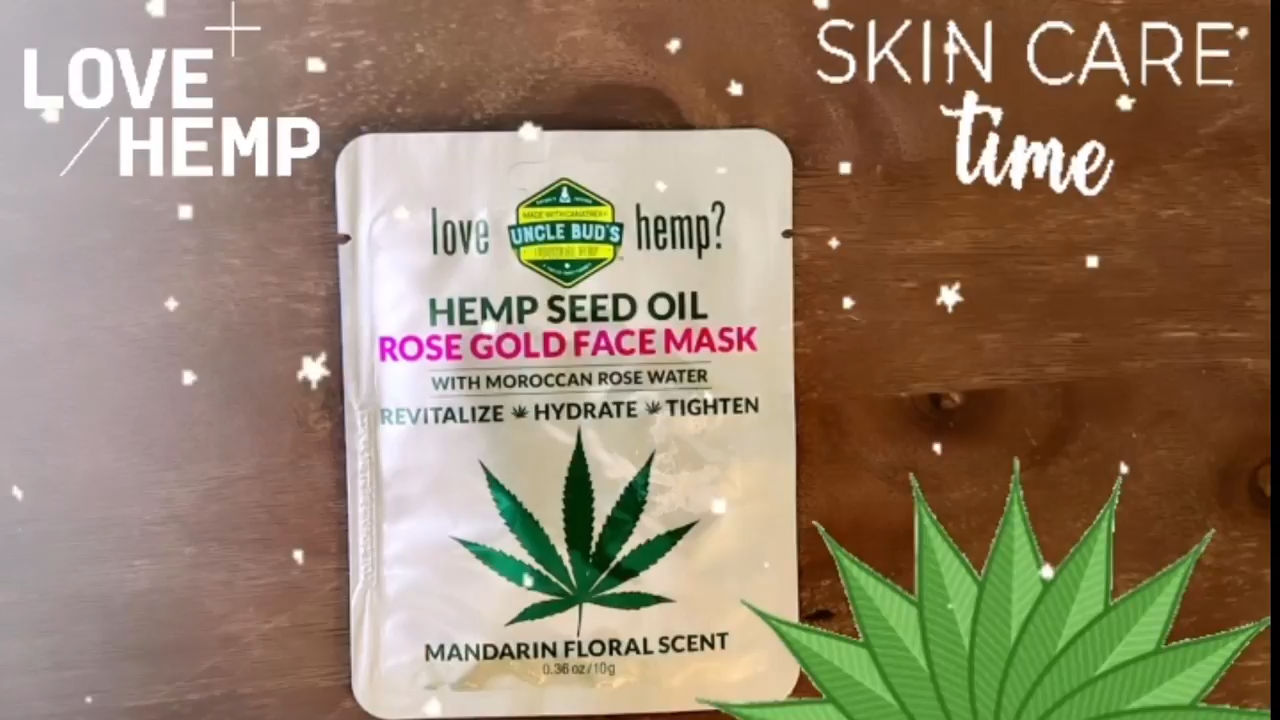 LOVE
/HEMP
SKIN CARE
time
love UNCLE BUD'S hemp?
HEMP SEED OIL
ROSE GOLD FACE MASK
WITH MOROCCAN ROSE WATER
REVITALIZE HYDRATE TIGHTEN
MANDARIN FLORAL SCENT
0.36 oz/10g